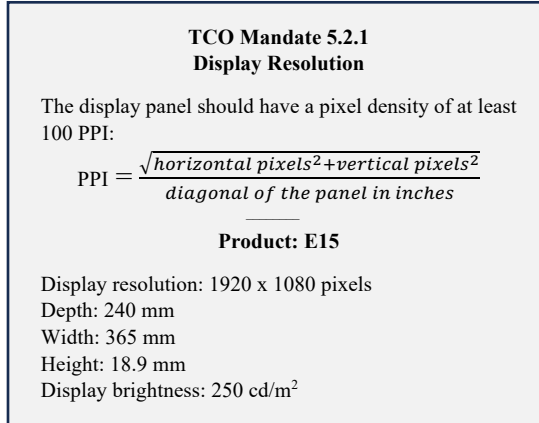 TCO Mandate 5.2.1
Display Resolution
The display panel should have a pixel density of at least
100 PPI:
PPI = √horizontal pixels²+vertical pixels² / diagonal of the panel in inches
Product: E15
Display resolution: 1920 x 1080 pixels
Depth: 240 mm
Width: 365 mm
Height: 18.9 mm
Display brightness: 250 cd/m²